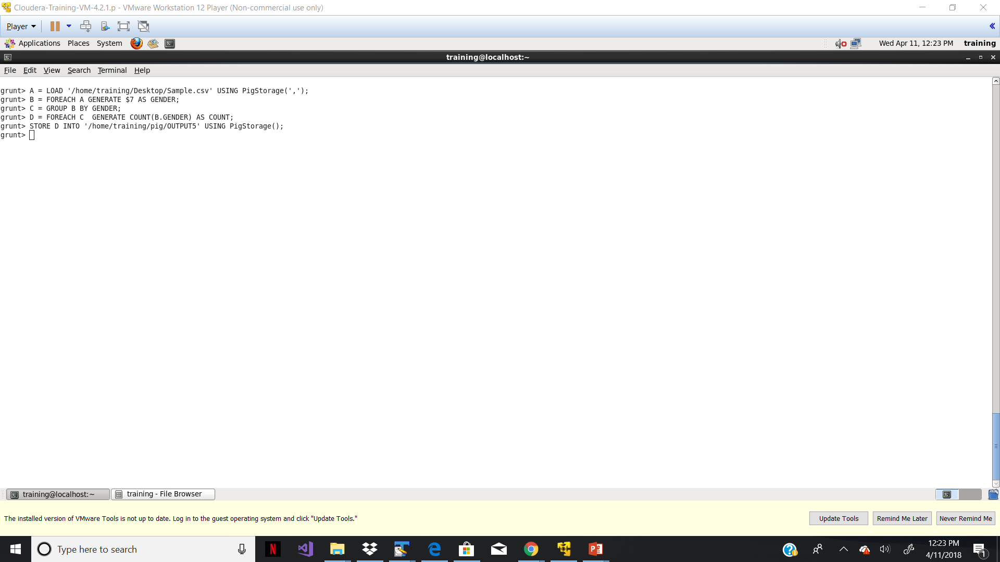 Cloudera-Training-VM-4.2.1.p - VMware Workstation 12 Player (Non-commercial use only)
Player
Applications Places System Wed Apr 11, 12:23 PM training
training@localhost:~
File Edit View Search Terminal Help
grunt> A = LOAD '/home/training/Desktop/Sample.csv' USING PigStorage(',');
grunt> B = FOREACH A GENERATE $7 AS GENDER;
grunt> C = GROUP B BY GENDER;
grunt> D = FOREACH C  GENERATE COUNT(B.GENDER) AS COUNT;
grunt> STORE D INTO '/home/training/pig/OUTPUT5' USING PigStorage();
grunt>
training@localhost:~ training - File Browser
The installed version of VMware Tools is not up to date. Log in to the guest operating system and click "Update Tools." Update Tools Remind Me Later Never Remind Me
Type here to search 12:23 PM
4/11/2018 1